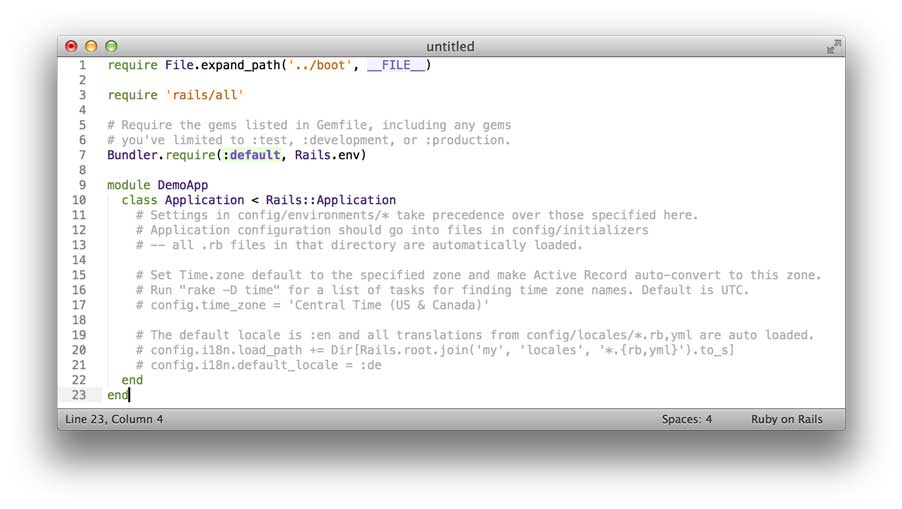 untitled
1 require File.expand_path('../boot', __FILE__)
2
3 require 'rails/all'
4
5 # Require the gems listed in Gemfile, including any gems
6 # you've limited to :test, :development, or :production.
7 Bundler.require(:default, Rails.env)
8
9 module DemoApp
10   class Application < Rails::Application
11     # Settings in config/environments/* take precedence over those specified here.
12     # Application configuration should go into files in config/initializers
13     # -- all .rb files in that directory are automatically loaded.
14
15     # Set Time.zone default to the specified zone and make Active Record auto-convert to this zone.
16     # Run "rake -D time" for a list of tasks for finding time zone names. Default is UTC.
17     # config.time_zone = 'Central Time (US & Canada)'
18
19     # The default locale is :en and all translations from config/locales/*.rb,yml are auto loaded.
20     # config.i18n.load_path += Dir[Rails.root.join('my', 'locales', '*.{rb,yml}').to_s]
21     # config.i18n.default_locale = :de
22   end
23 end
Line 23, Column 4 Spaces: 4 Ruby on Rails